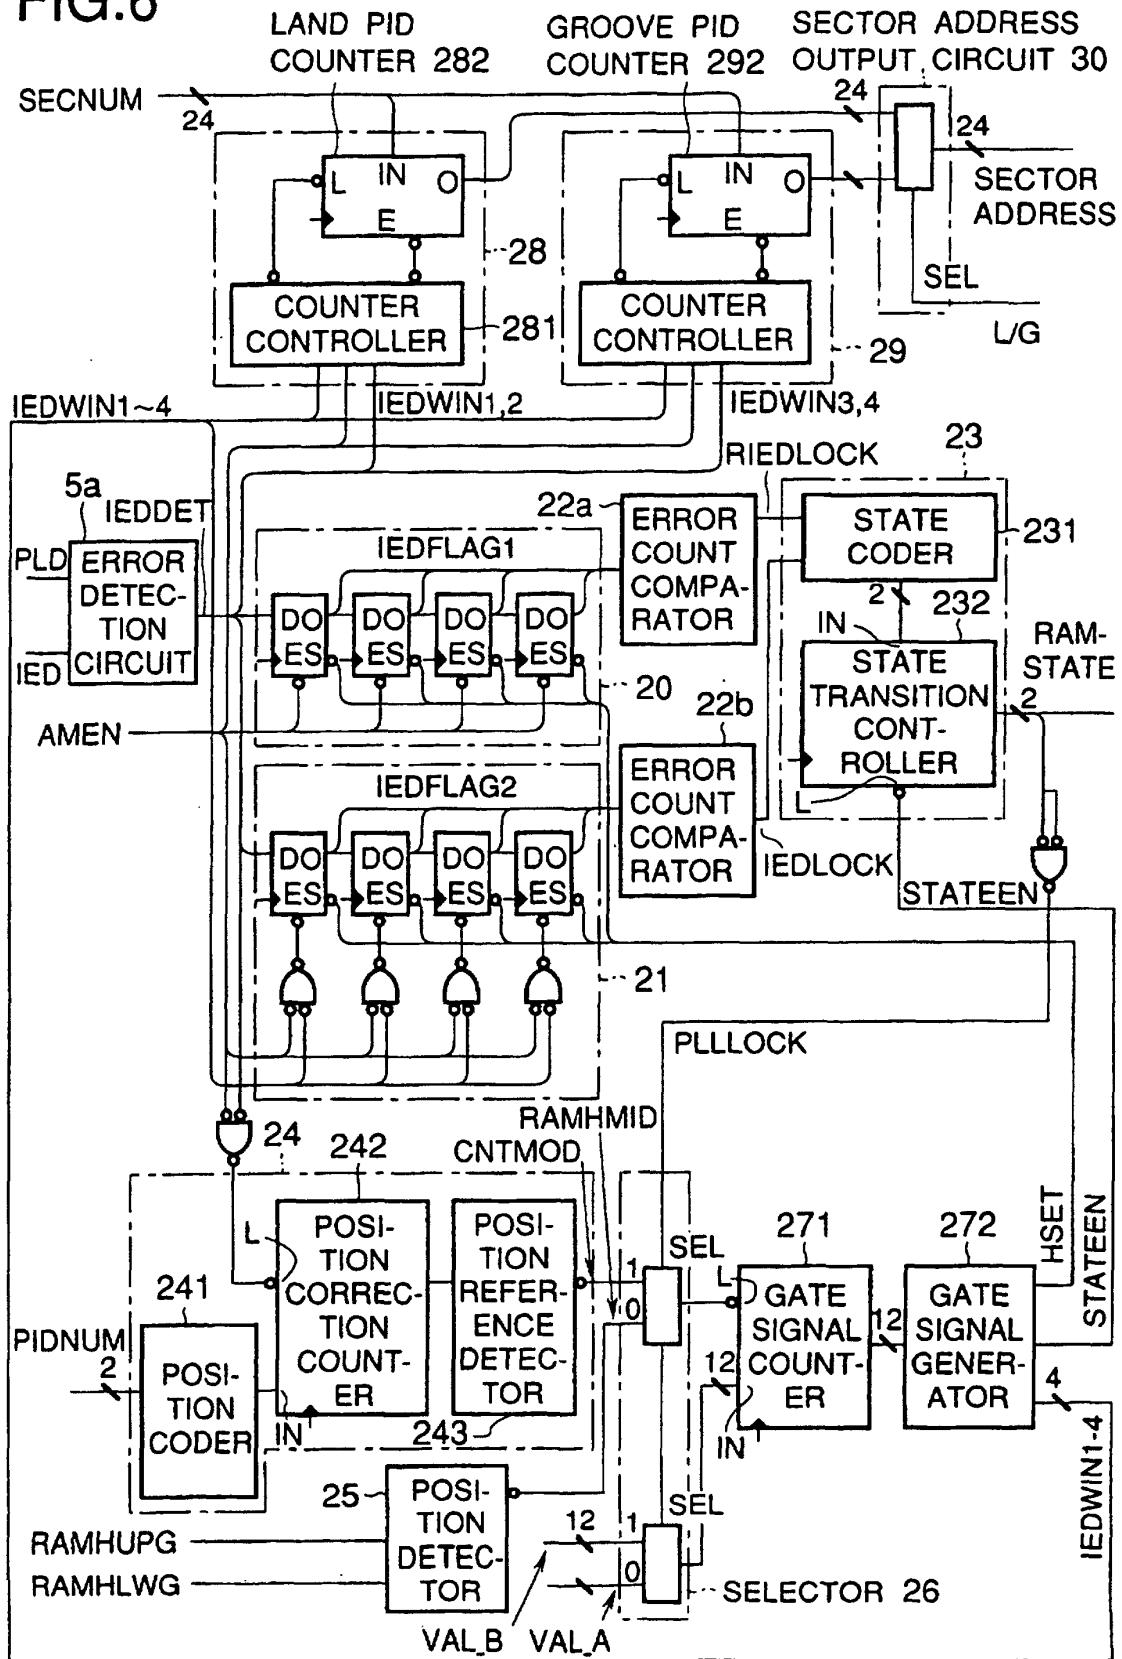 FIG.6
LAND PID
COUNTER 282
GROOVE PID
COUNTER 292
SECTOR ADDRESS
OUTPUT CIRCUIT 30
SECNUM
24
24
24
L IN O
E
L IN O
E
SECTOR
ADDRESS
28
SEL
COUNTER
CONTROLLER
281
COUNTER
CONTROLLER
29
L/G
IEDWIN1~4
IEDWIN1,2
IEDWIN3,4
RIEDLOCK
23
5a
IEDDET
22a
PLD
ERROR
DETEC-
TION
CIRCUIT
IED
IEDFLAG1
ERROR
COUNT
COMPA-
RATOR
STATE
CODER
231
2
232
IN
DO
ES
DO
ES
DO
ES
DO
ES
20
STATE
TRANSITION
CONT-
ROLLER
L
RAM-
STATE
2
AMEN
22b
IEDFLAG2
ERROR
COUNT
COMPA-
RATOR
IEDLOCK
DO
ES
DO
ES
DO
ES
DO
ES
STATEEN
21
PLLLOCK
RAMHMID
CNTMOD
24
242
L
POSI-
TION
CORREC-
TION
COUNT-
ER
IN
POSI-
TION
REFER-
ENCE
DETEC-
TOR
243
1
0
SEL
271
272
HSET
STATEEN
241
PIDNUM
2
POSI-
TION
CODER
L
GATE
SIGNAL
COUNT-
ER
IN
12
12
GATE
SIGNAL
GENER-
ATOR
4
IEDWIN1-4
25
POSI-
TION
DETEC-
TOR
RAMHUPG
RAMHLWG
12
1
0
SEL
SELECTOR 26
VAL_B
VAL_A